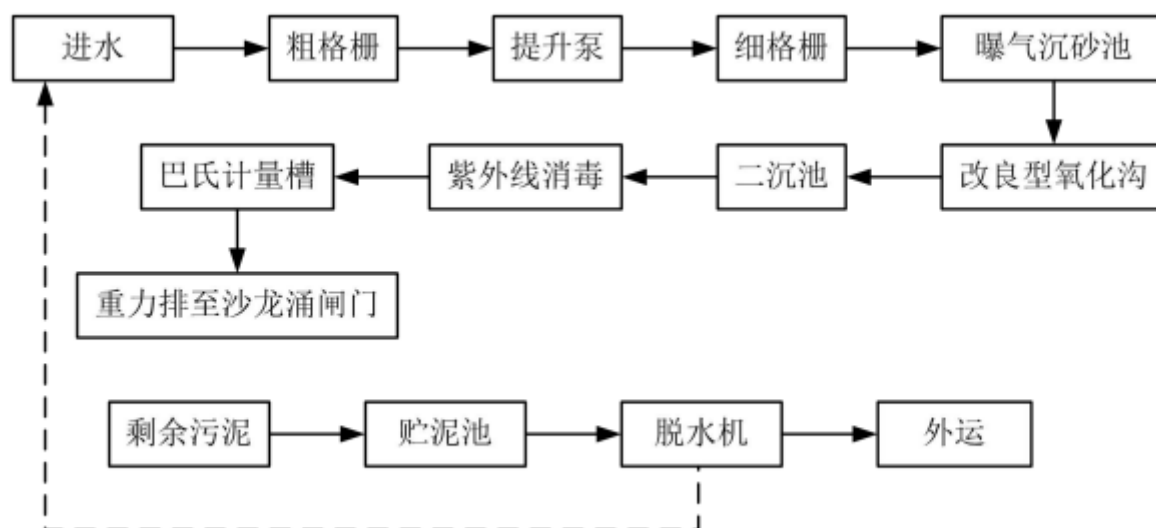 进水
粗格栅
提升泵
细格栅
曝气沉砂池
巴氏计量槽
紫外线消毒
二沉池
改良型氧化沟
重力排至沙龙涌闸门
剩余污泥
贮泥池
脱水机
外运